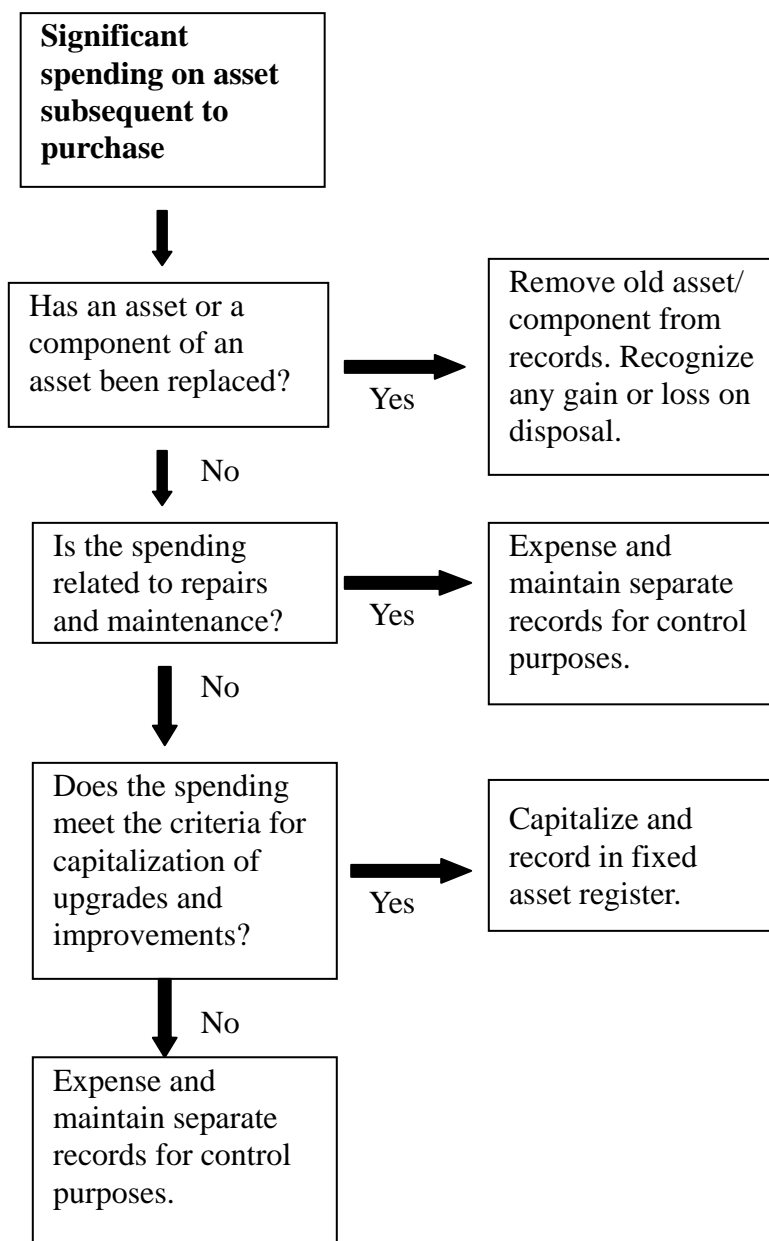 Significant
spending on asset
subsequent to
purchase
Has an asset or a
component of an
asset been replaced?
Yes
Remove old asset/
component from
records. Recognize
any gain or loss on
disposal.
No
Is the spending
related to repairs
and maintenance?
Yes
Expense and
maintain separate
records for control
purposes.
No
Does the spending
meet the criteria for
capitalization of
upgrades and
improvements?
Yes
Capitalize and
record in fixed
asset register.
No
Expense and
maintain separate
records for control
purposes.